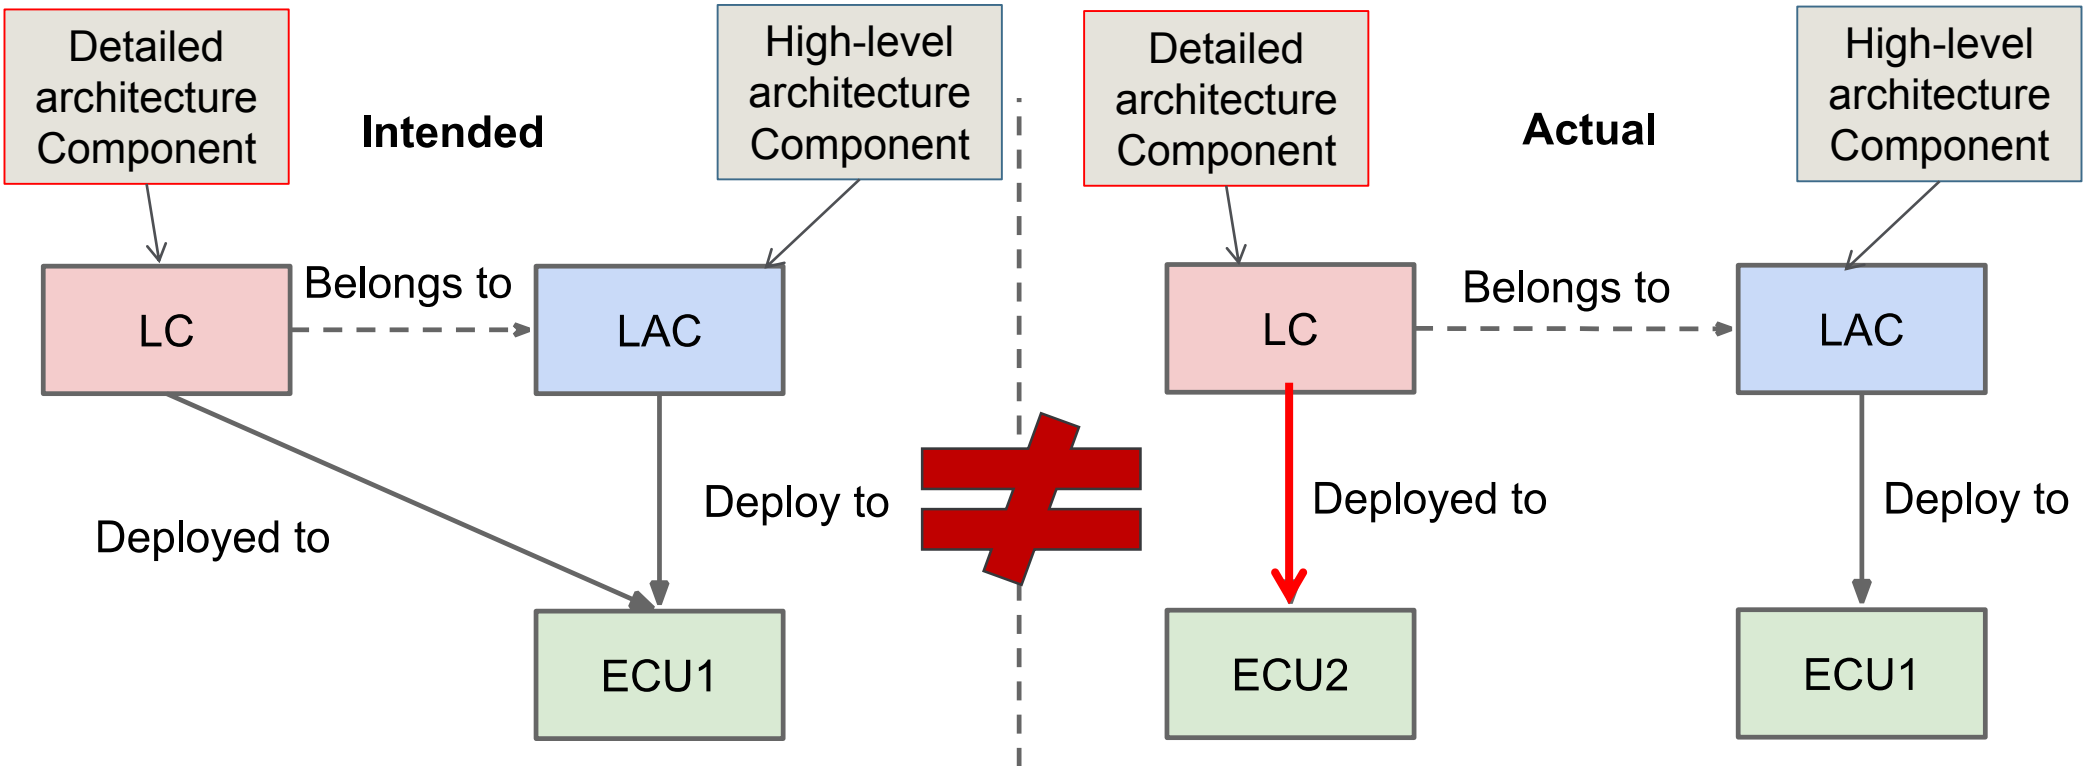 Detailed
architecture
Component
Intended
High-level
architecture
Component
LC
Belongs to
LAC
Deployed to
Deploy to
ECU1
Detailed
architecture
Component
Actual
High-level
architecture
Component
LC
Belongs to
LAC
Deployed to
Deploy to
ECU2
ECU1